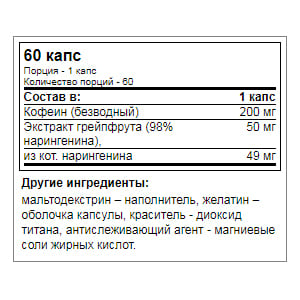 60 капс
Порция - 1 капс
Количество порций - 60
Состав в: 1 капс
Кофеин (безводный) 200 мг
Экстракт грейпфрута (98% 50 мг
нарингенина),
из кот. нарингенина 49 мг
Другие ингредиенты:
мальтодекстрин – наполнитель, желатин –
оболочка капсулы, краситель - диоксид
титана, антислеживающий агент - магниевые
соли жирных кислот.